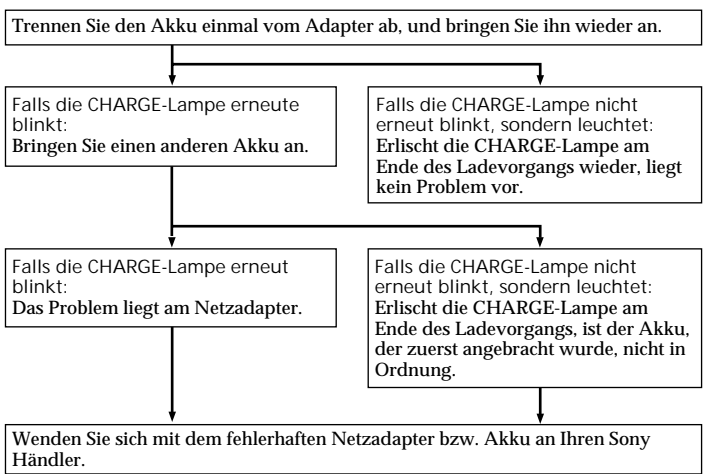 Trennen Sie den Akku einmal vom Adapter ab, und bringen Sie ihn wieder an.
Falls die CHARGE-Lampe erneute
blinkt:
Bringen Sie einen anderen Akku an.
Falls die CHARGE-Lampe nicht
erneut blinkt, sondern leuchtet:
Erlischt die CHARGE-Lampe am
Ende des Ladevorgangs wieder, liegt
kein Problem vor.
Falls die CHARGE-Lampe erneut
blinkt:
Das Problem liegt am Netzadapter.
Falls die CHARGE-Lampe nicht
erneut blinkt, sondern leuchtet:
Erlischt die CHARGE-Lampe am
Ende des Ladevorgangs, ist der Akku,
der zuerst angebracht wurde, nicht in
Ordnung.
Wenden Sie sich mit dem fehlerhaften Netzadapter bzw. Akku an Ihren Sony
Händler.